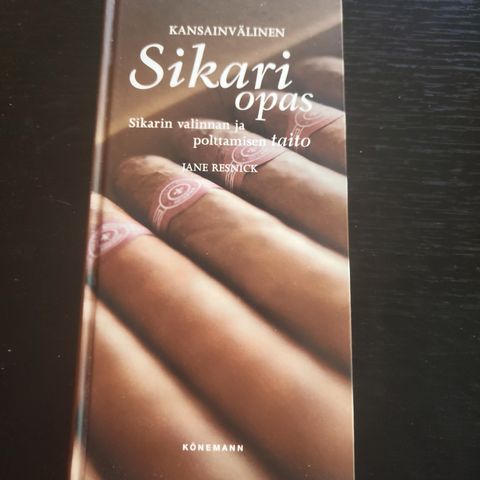 KANSAINVÄLINEN
Sikari
opas
Sikarin valinnan ja
polttamisen taito
JANE RESNICK
KÖNEMANN